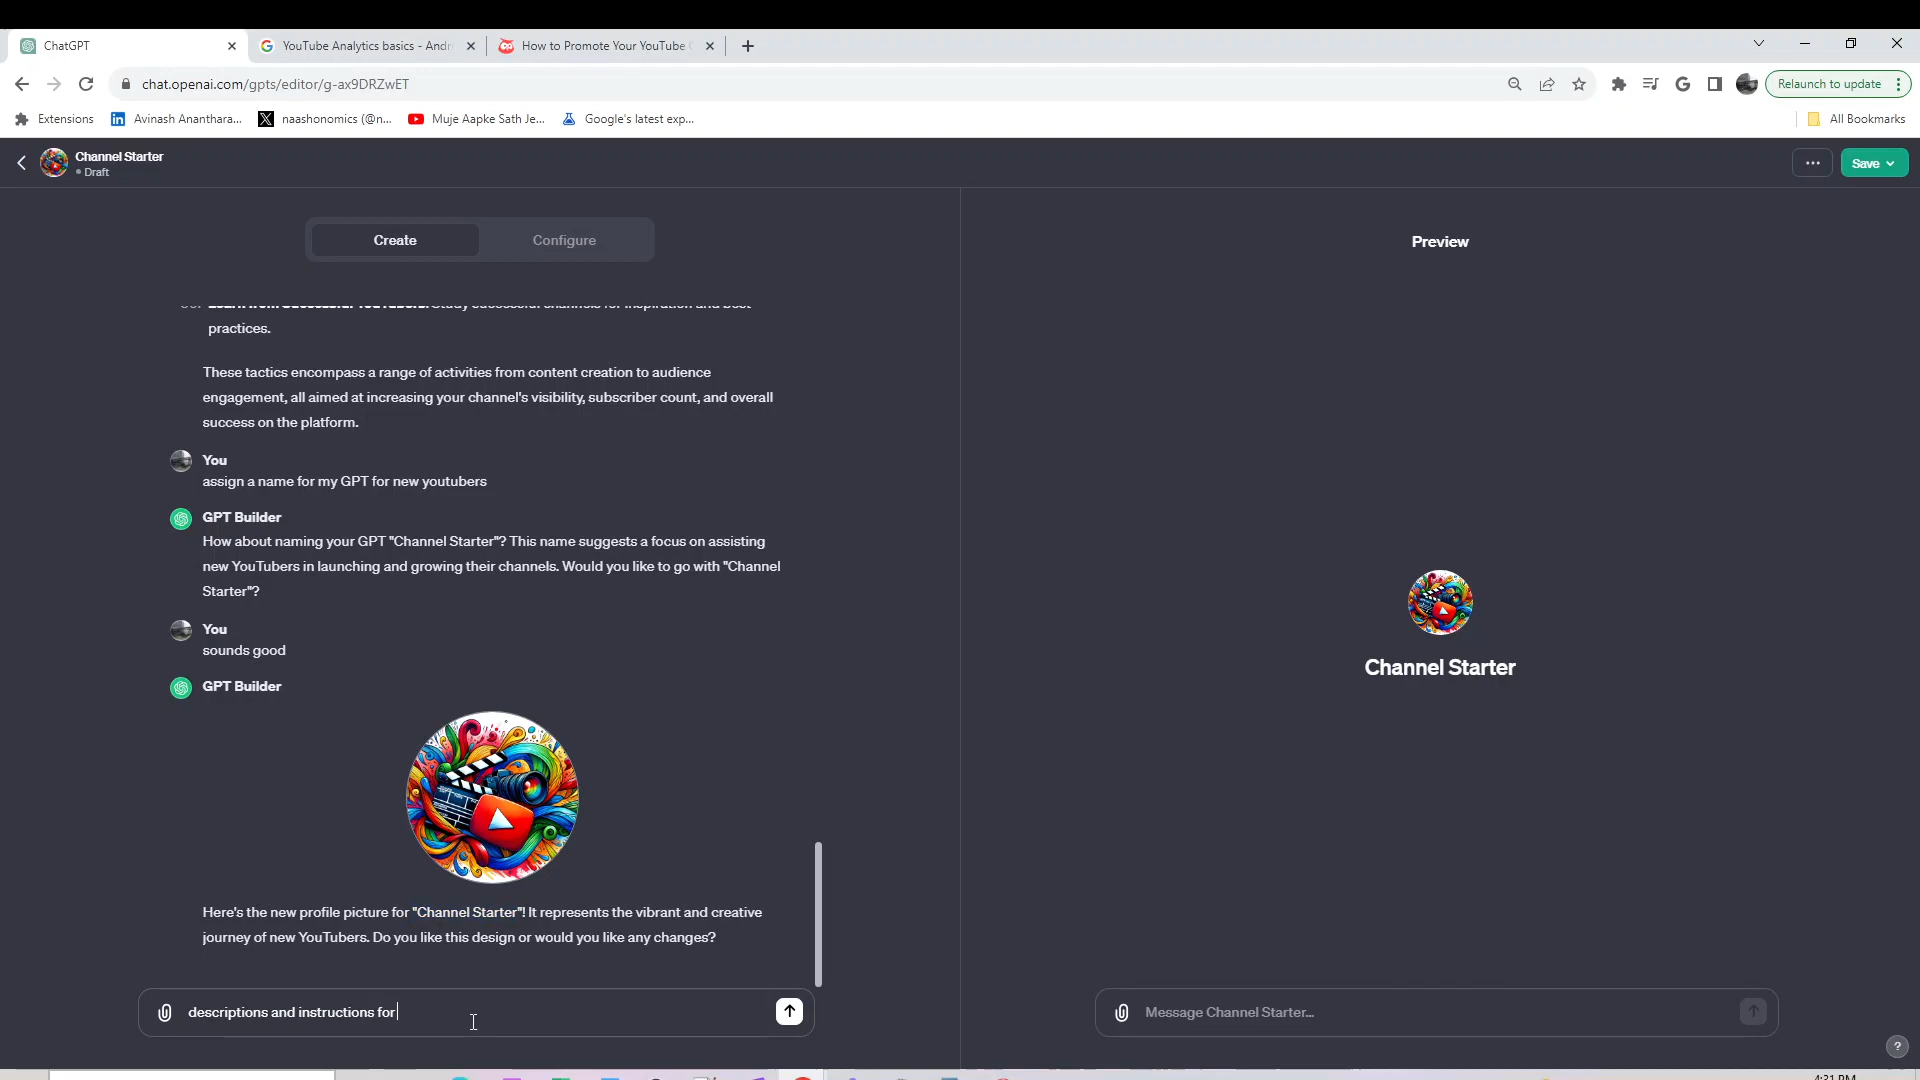 ChatGPT
YouTube Analytics basics - Andr
How to Promote Your YouTube C
chat.openai.com/gpts/editor/g-ax9DRZwET
Relaunch to update
Extensions
Avinash Ananthara...
naashonomics (@n...
Muje Aapke Sath Je...
Google's latest exp...
All Bookmarks
Channel Starter
Draft
Save
Create
Configure
Preview
practices.
These tactics encompass a range of activities from content creation to audience
engagement, all aimed at increasing your channel's visibility, subscriber count, and overall
success on the platform.
You
assign a name for my GPT for new youtubers
GPT Builder
How about naming your GPT "Channel Starter"? This name suggests a focus on assisting
new YouTubers in launching and growing their channels. Would you like to go with "Channel
Starter"?
You
sounds good
GPT Builder
Here's the new profile picture for "Channel Starter"! It represents the vibrant and creative
journey of new YouTubers. Do you like this design or would you like any changes?
descriptions and instructions for
Channel Starter
Message Channel Starter...
?
4:31 PM